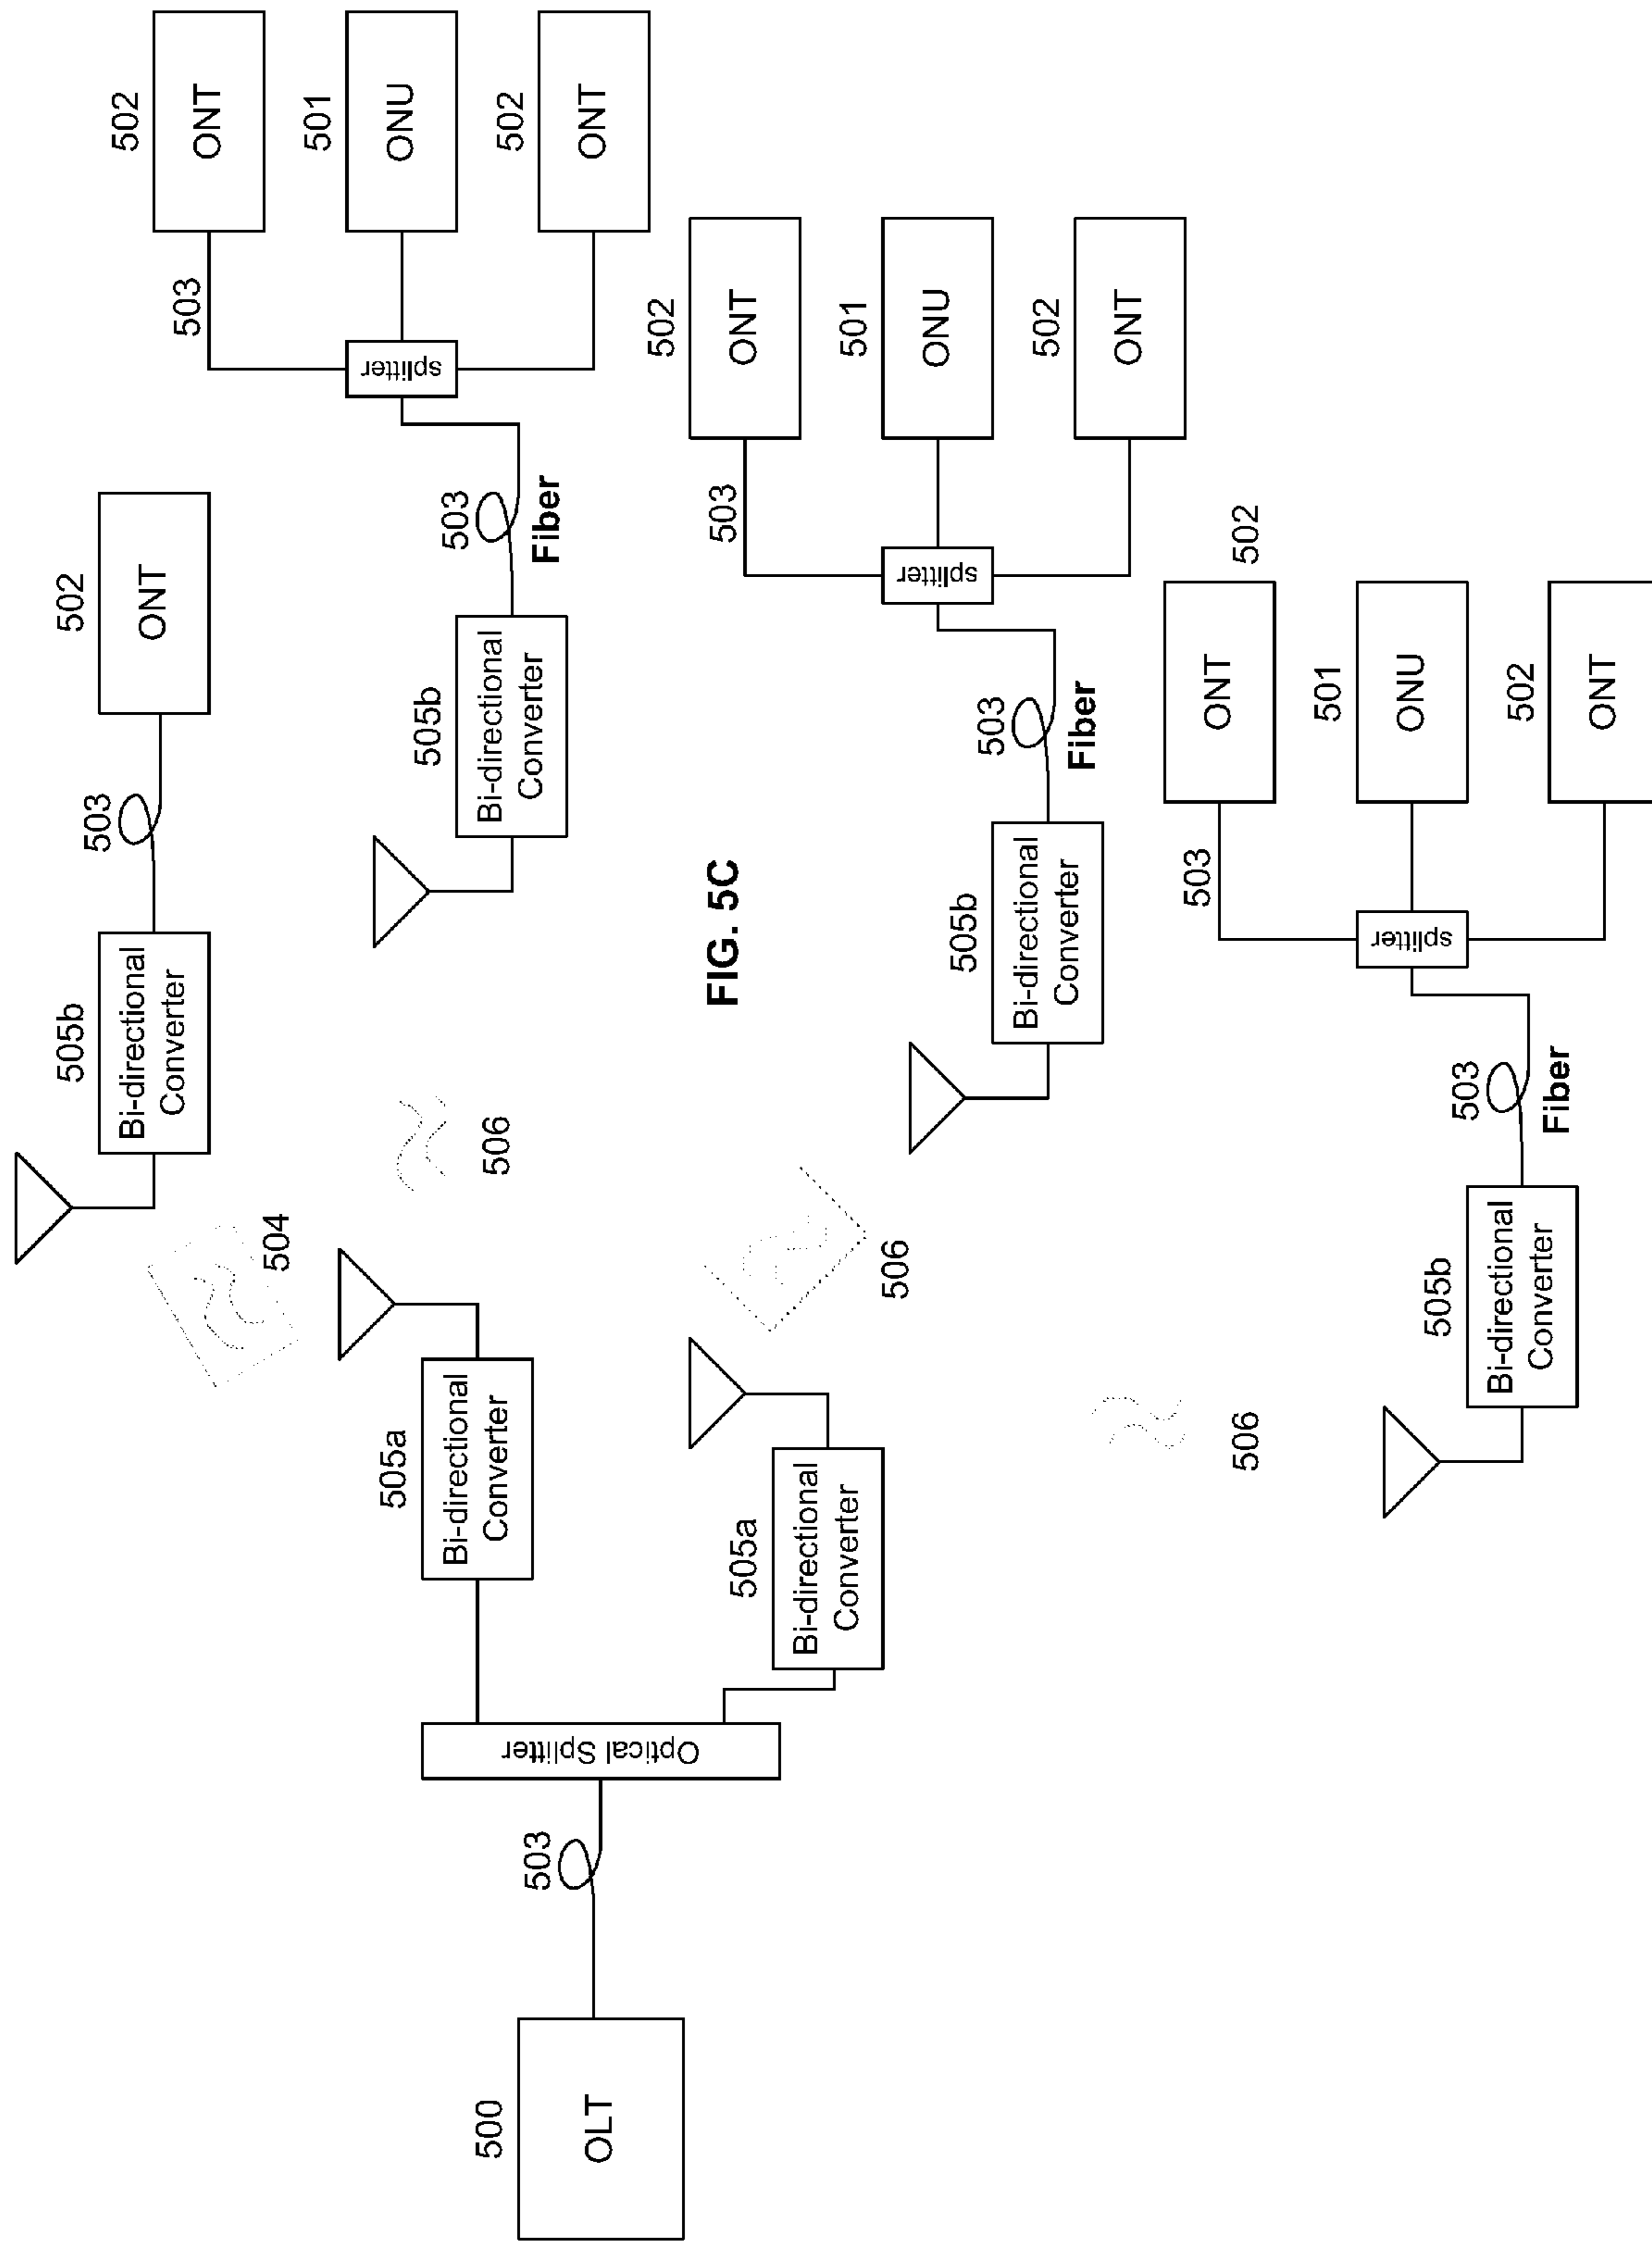 500
OLT
503
Optical Splitter
505a
Bi-directional
Converter
505a
Bi-directional
Converter
504
506
506
506
505b
Bi-directional
Converter
503
502
ONT
505b
Bi-directional
Converter
503
Fiber
splitter
503
502
ONT
501
ONU
502
ONT
FIG. 5C
505b
Bi-directional
Converter
503
Fiber
splitter
503
502
ONT
501
ONU
502
ONT
505b
Bi-directional
Converter
503
Fiber
splitter
503
502
ONT
501
ONU
502
ONT